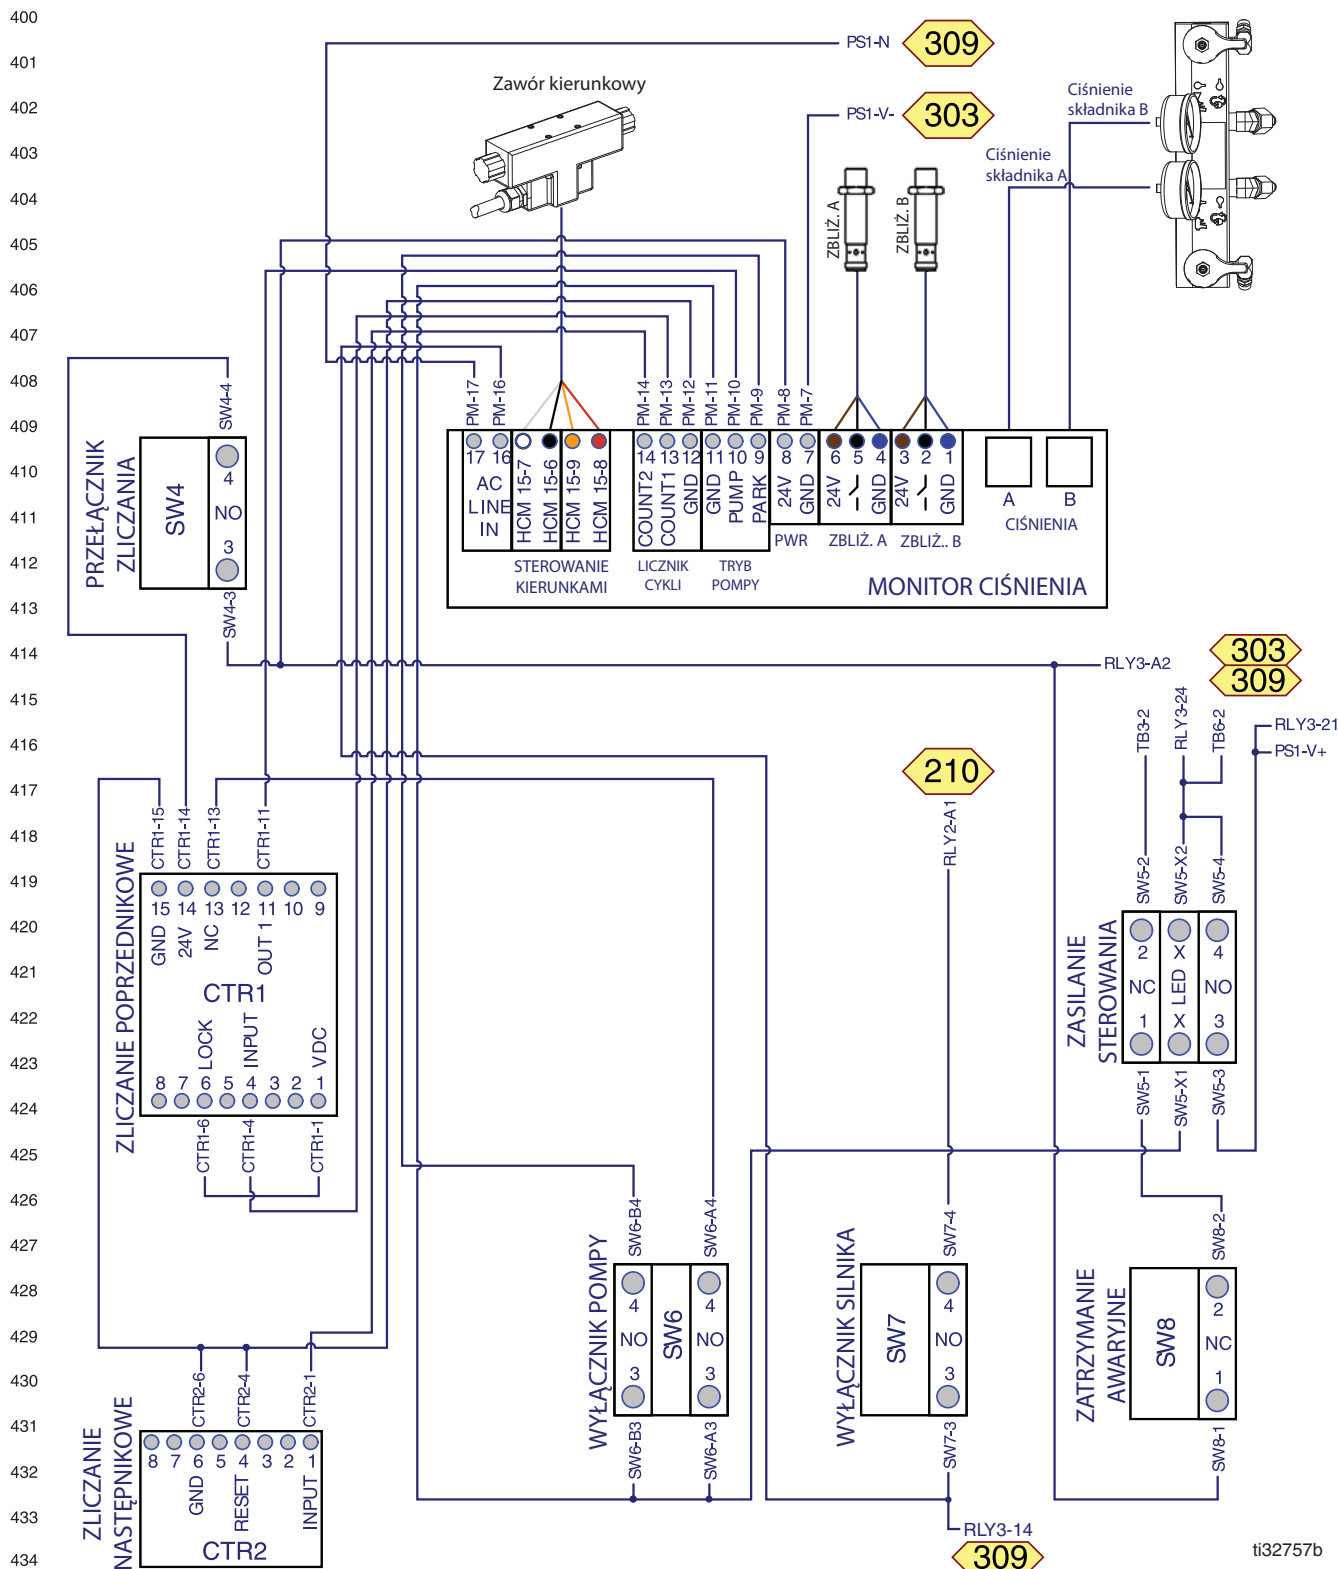 400
401
402
403
404
405
406
407
408
409
410
411
412
413
414
415
416
417
418
419
420
421
422
423
424
425
426
427
428
429
430
431
432
433
434
PS1-N
309
Zawór kierunkowy
PS1-V-
303
Ciśnienie
składnika B
Ciśnienie
składnika A
ZBLIŻ. A
ZBLIŻ. B
SW4-4
PM-17
PM-16
PM-14
PM-13
PM-12
PM-11
PM-10
PM-9
PM-8
PM-7
17
16
AC
LINE
IN
HCM 15-7
HCM 15-6
HCM 15-9
HCM 15-8
STEROWANIE
KIERUNKAMI
14
13
12
COUNT2
COUNT1
GND
LICZNIK
CYKLI
11
10
9
GND
PUMP
PARK
TRYB
POMPY
8
7
24V
GND
PWR
6
5
4
24V
GND
ZBLIŻ. A
3
2
1
24V
GND
ZBLIŻ.. B
A
B
CIŚNIENIA
MONITOR CIŚNIENIA
PRZEŁĄCZNIK
ZLICZANIA
SW4
4
NO
3
SW4-3
RLY3-A2
303
309
TB3-2
RLY3-24
TB6-2
RLY3-21
PS1-V+
210
RLY2-A1
CTR1-15
CTR1-14
CTR1-13
CTR1-11
ZLICZANIE POPRZEDNIKOWE
15
14
13
12
11
10
9
GND
24V
NC
OUT 1
CTR1
LOCK
INPUT
VDC
8
7
6
5
4
3
2
1
CTR1-6
CTR1-4
CTR1-1
SW5-2
SW5-X2
SW5-4
ZASILANIE
STEROWANIA
2
NC
1
X
LED
X
4
NO
3
SW5-1
SW5-X1
SW5-3
SW6-B4
SW6-A4
WYŁĄCZNIK POMPY
4
NO
3
SW6
4
NO
3
SW6-B3
SW6-A3
SW7-4
WYŁĄCZNIK SILNIKA
SW7
4
NO
3
SW7-3
SW8-2
ZATRZYMANIE
AWARYJNE
SW8
2
NC
1
SW8-1
CTR2-6
CTR2-4
CTR2-1
ZLICZANIE
NASTĘPNIKOWE
8
7
6
5
4
3
2
1
GND
RESET
INPUT
CTR2
RLY3-14
309
ti32757b